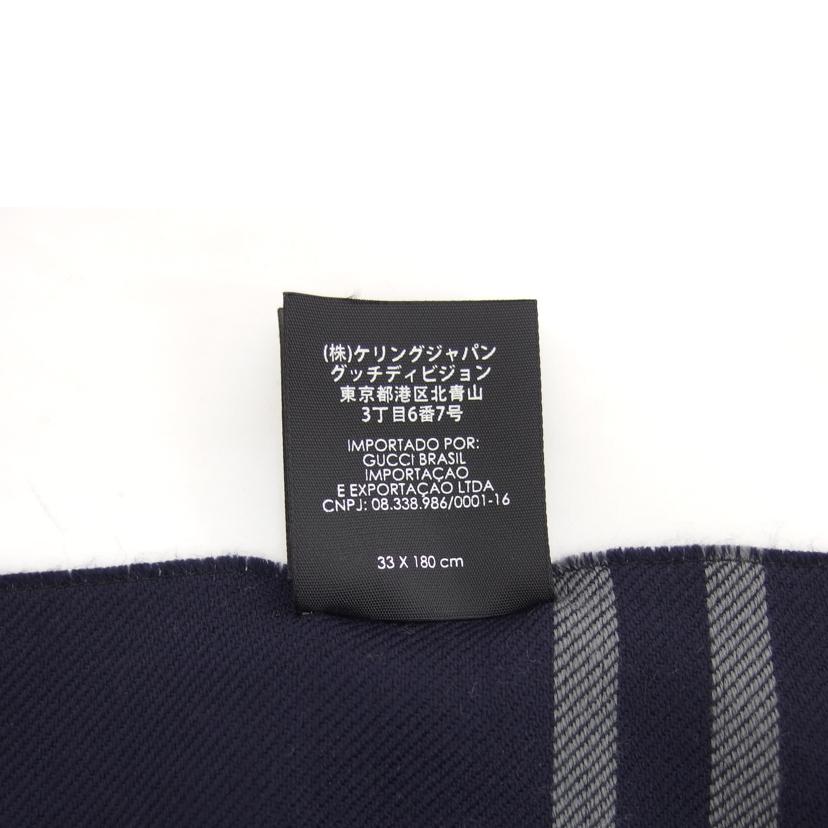 (株)ケリングジャパン
グッチディビジョン
東京都港区北青山
3丁目6番7号
IMPORTADO POR:
GUCCI BRASIL
IMPORTAÇAO
E EXPORTAÇAO LTDA
CNPJ: 08.338.986/0001-16
33 X 180 cm